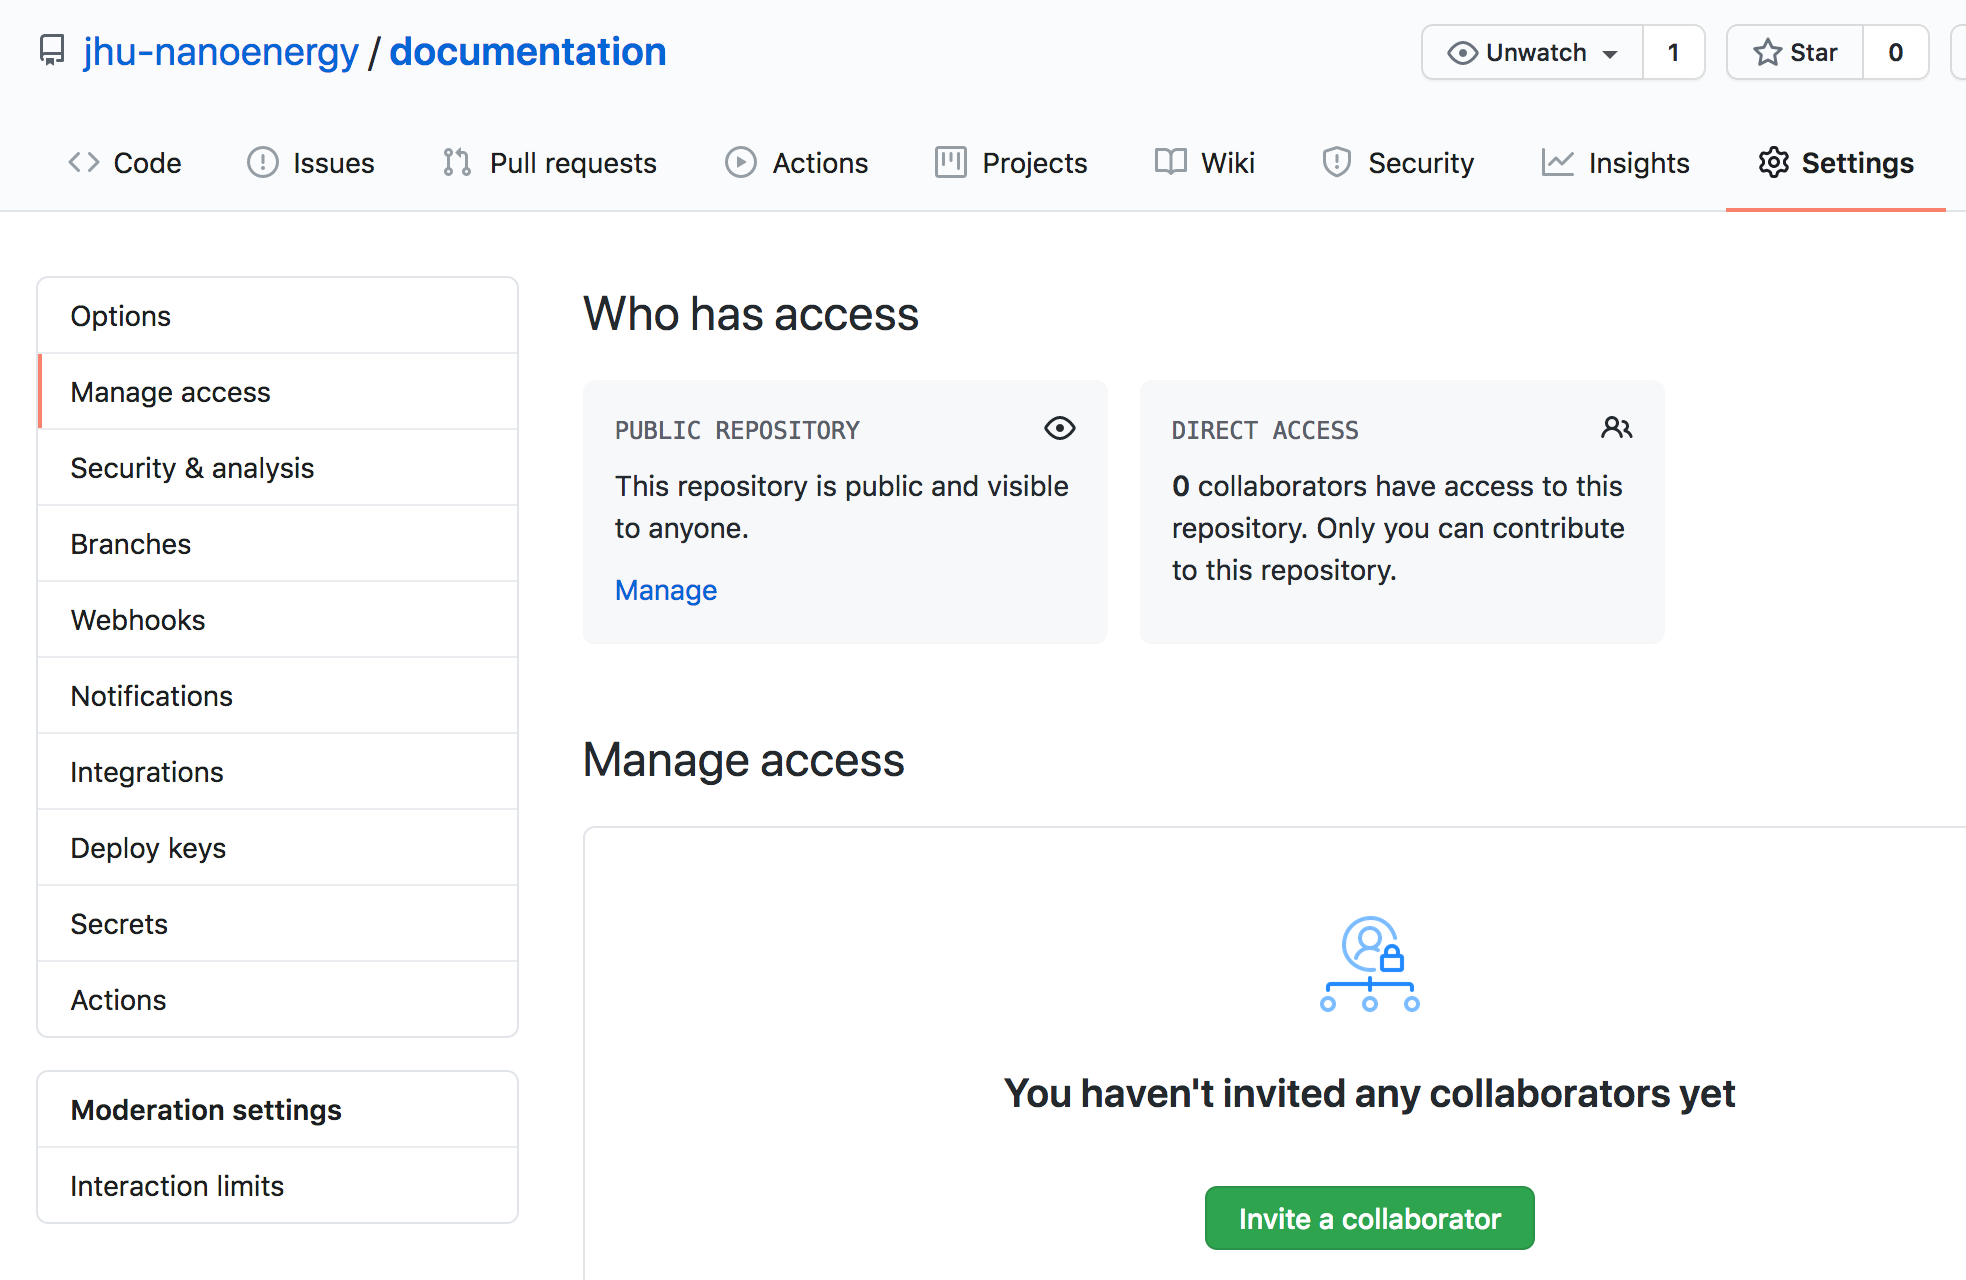 jhu-nanoenergy / documentation
Unwatch 1 Star 0
Code Issues Pull requests Actions Projects Wiki Security Insights Settings
Options
Manage access
Security & analysis
Branches
Webhooks
Notifications
Integrations
Deploy keys
Secrets
Actions
Moderation settings
Interaction limits
Who has access
PUBLIC REPOSITORY
This repository is public and visible
to anyone.
Manage
DIRECT ACCESS
0 collaborators have access to this
repository. Only you can contribute
to this repository.
Manage access
You haven't invited any collaborators yet
Invite a collaborator